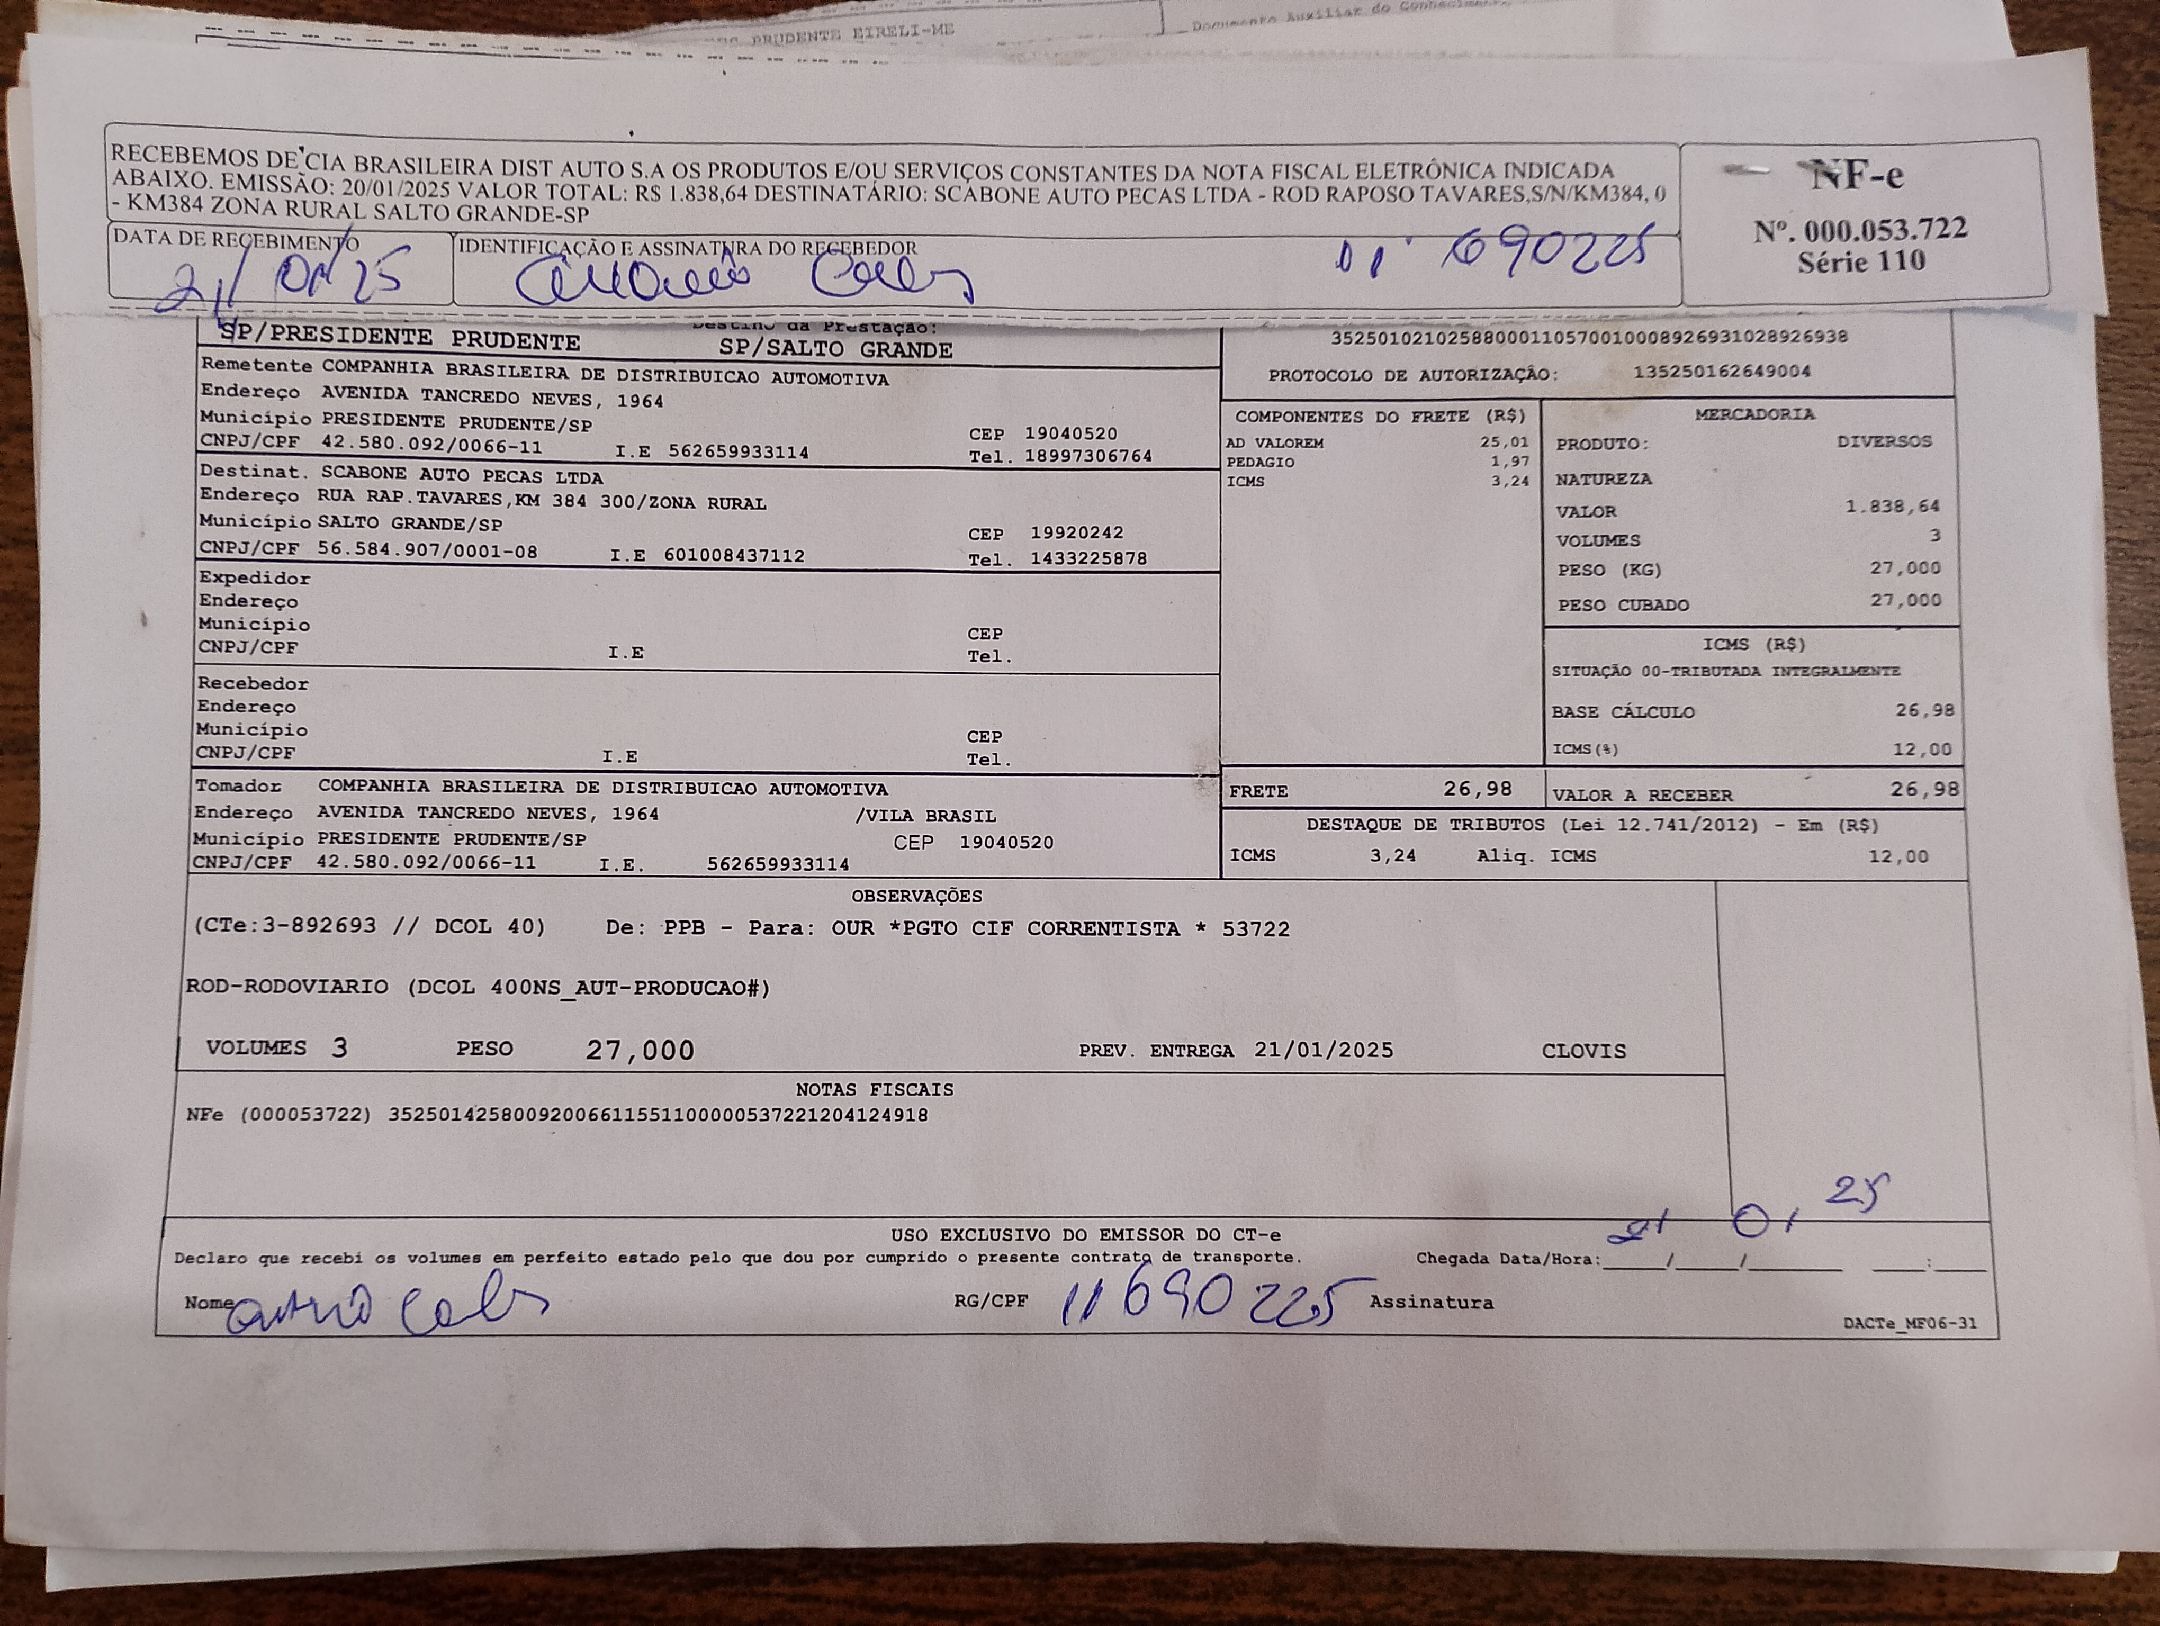 PRUDENTE EIRELI-ME
Documento Auxiliar do Conhecimento
RECEBEMOS DE CIA BRASILEIRA DIST AUTO S.A OS PRODUTOS E/OU SERVIÇOS CONSTANTES DA NOTA FISCAL ELETRÔNICA INDICADA
ABAIXO. EMISSÃO: 20/01/2025 VALOR TOTAL: R$ 1.838,64 DESTINATÁRIO: SCABONE AUTO PECAS LTDA - ROD RAPOSO TAVARES,S/N/KM384, 0
- KM384 ZONA RURAL SALTO GRANDE-SP
NF-e
Nº. 000.053.722
Série 110
DATA DE RECEBIMENTO
21/01/25
IDENTIFICAÇÃO E ASSINATURA DO RECEBEDOR
11 690225
Destino da Prestação:
SP/PRESIDENTE PRUDENTE SP/SALTO GRANDE
Remetente COMPANHIA BRASILEIRA DE DISTRIBUICAO AUTOMOTIVA
Endereço AVENIDA TANCREDO NEVES, 1964
Município PRESIDENTE PRUDENTE/SP CEP 19040520
CNPJ/CPF 42.580.092/0066-11 I.E 562659933114 Tel. 18997306764
Destinat. SCABONE AUTO PECAS LTDA
Endereço RUA RAP.TAVARES,KM 384 300/ZONA RURAL
Município SALTO GRANDE/SP CEP 19920242
CNPJ/CPF 56.584.907/0001-08 I.E 601008437112 Tel. 1433225878
Expedidor
Endereço
Município CEP
CNPJ/CPF I.E Tel.
Recebedor
Endereço
Município CEP
CNPJ/CPF I.E Tel.
Tomador COMPANHIA BRASILEIRA DE DISTRIBUICAO AUTOMOTIVA
Endereço AVENIDA TANCREDO NEVES, 1964 /VILA BRASIL
Município PRESIDENTE PRUDENTE/SP CEP 19040520
CNPJ/CPF 42.580.092/0066-11 I.E. 562659933114
35250102102588000110570010008926931028926938
PROTOCOLO DE AUTORIZAÇÃO: 135250162649004
COMPONENTES DO FRETE (R$)
AD VALOREM 25,01
PEDAGIO 1,97
ICMS 3,24
MERCADORIA
PRODUTO: DIVERSOS
NATUREZA
VALOR 1.838,64
VOLUMES 3
PESO (KG) 27,000
PESO CUBADO 27,000
ICMS (R$)
SITUAÇÃO 00-TRIBUTADA INTEGRALMENTE
BASE CÁLCULO 26,98
ICMS(%) 12,00
FRETE 26,98 VALOR A RECEBER 26,98
DESTAQUE DE TRIBUTOS (Lei 12.741/2012) - Em (R$)
ICMS 3,24 Aliq. ICMS 12,00
OBSERVAÇÕES
(CTe:3-892693 // DCOL 40) De: PPB - Para: OUR *PGTO CIF CORRENTISTA * 53722
ROD-RODOVIARIO (DCOL 400NS_AUT-PRODUCAO#)
VOLUMES 3 PESO 27,000 PREV. ENTREGA 21/01/2025 CLOVIS
NOTAS FISCAIS
NFe (000053722) 35250142580092006611551100000537221204124918
USO EXCLUSIVO DO EMISSOR DO CT-e
Declaro que recebi os volumes em perfeito estado pelo que dou por cumprido o presente contrato de transporte. Chegada Data/Hora: 21/01/25 :
Nome RG/CPF 11690225 Assinatura
DACTe_MF06-31